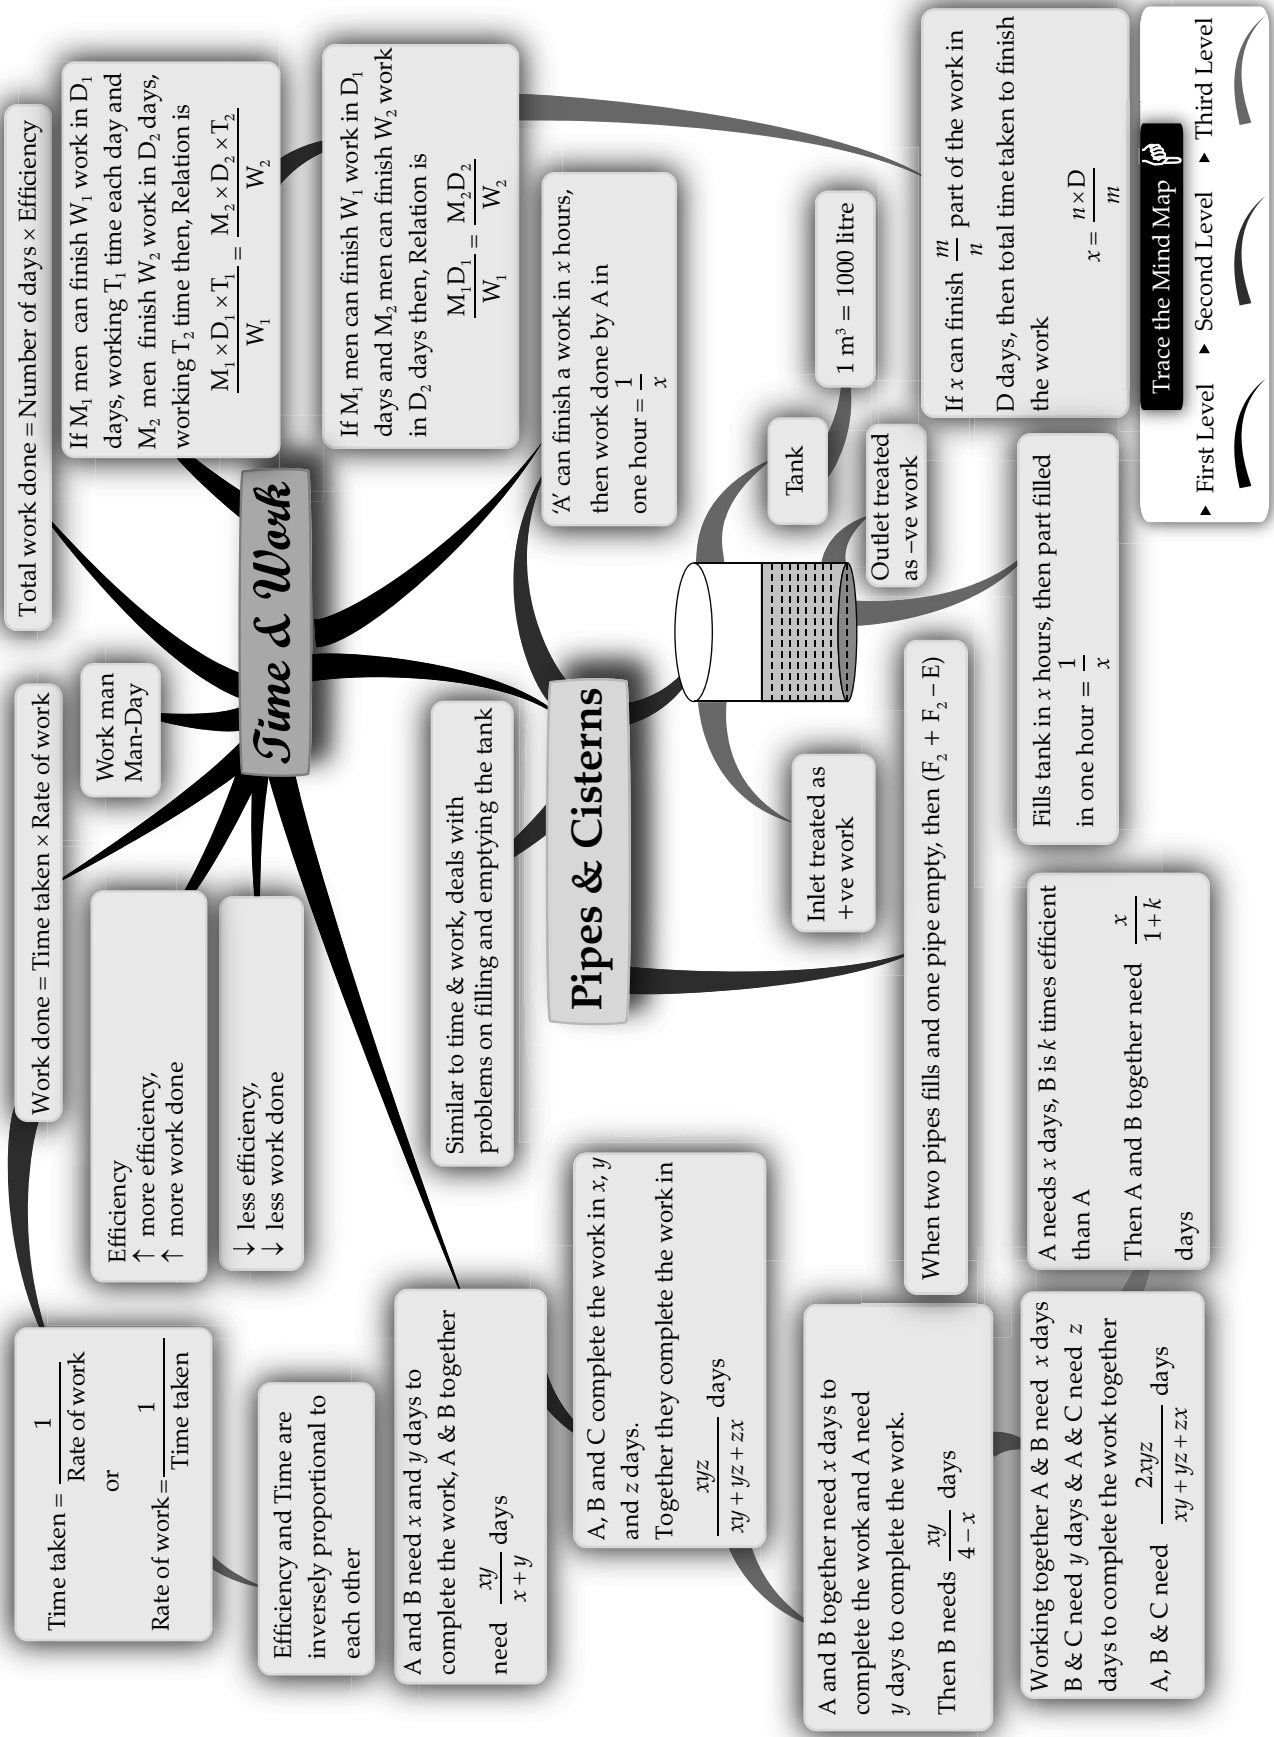 Time & Work
Total work done = Number of days × Efficiency
If M₁ men can finish W₁ work in D₁
days, working T₁ time each day and
M₂ men finish W₂ work in D₂ days,
working T₂ time then, Relation is
(M₁ × D₁ × T₁)/W₁ = (M₂ × D₂ × T₂)/W₂
If M₁ men can finish W₁ work in D₁
days and M₂ men can finish W₂ work
in D₂ days then, Relation is
M₁D₁/W₁ = M₂D₂/W₂
If x can finish m/n part of the work in
D days, then total time taken to finish
the work
x = (n × D)/m
'A' can finish a work in x hours,
then work done by A in
one hour = 1/x
Work man
Man-Day
Work done = Time taken × Rate of work
Time taken = 1/Rate of work
or
Rate of work = 1/Time taken
Efficiency and Time are
inversely proportional to
each other
Efficiency
↑ more efficiency,
↑ more work done
↓ less efficiency,
↓ less work done
A and B need x and y days to
complete the work, A & B together
need xy/(x + y) days
A, B and C complete the work in x, y
and z days.
Together they complete the work in
xyz/(xy + yz + zx) days
A and B together need x days to
complete the work and A need
y days to complete the work.
Then B needs xy/(4 − x) days
Working together A & B need x days
B & C need y days & A & C need z
days to complete the work together
A, B & C need 2xyz/(xy + yz + zx) days
A needs x days, B is k times efficient
than A
Then A and B together need x/(1 + k)
days
Pipes & Cisterns
Similar to time & work, deals with
problems on filling and emptying the tank
When two pipes fills and one pipe empty, then (F₂ + F₂ − E)
Inlet treated as
+ve work
Tank
1 m³ = 1000 litre
Outlet treated
as −ve work
Fills tank in x hours, then part filled
in one hour = 1/x
Trace the Mind Map
▸ First Level ▸ Second Level ▸ Third Level